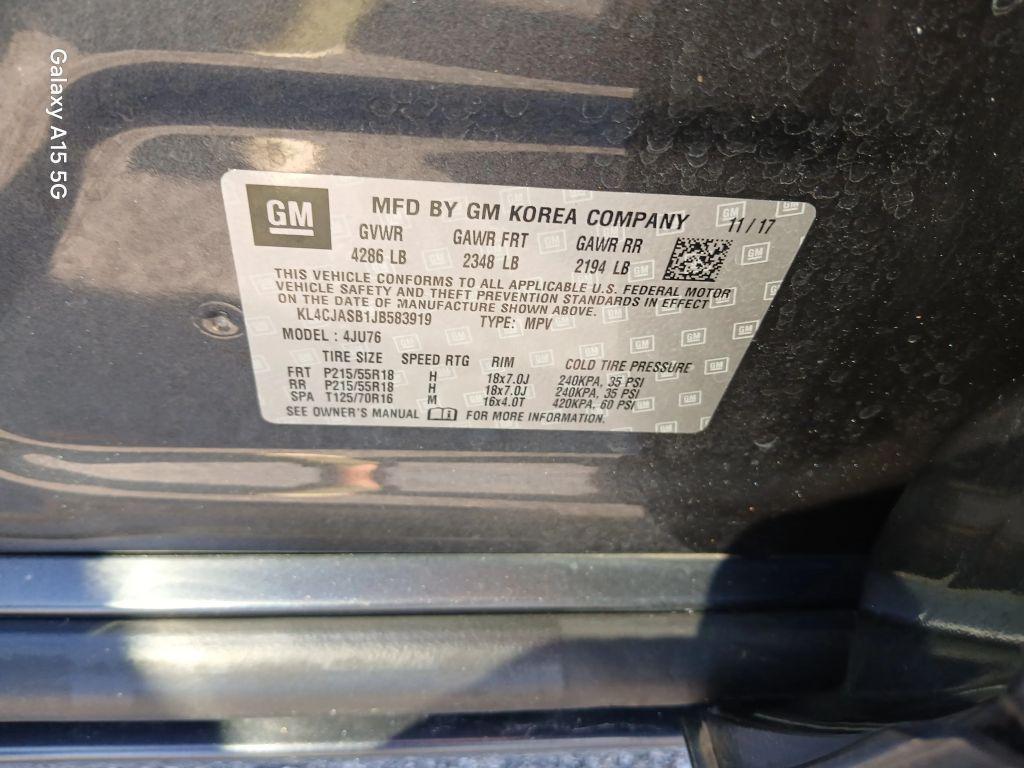 Galaxy A15 5G
GM
MFD BY GM KOREA COMPANY 11/17
GVWR GAWR FRT GAWR RR
4286 LB 2348 LB 2194 LB
THIS VEHICLE CONFORMS TO ALL APPLICABLE U.S. FEDERAL MOTOR
VEHICLE SAFETY AND THEFT PREVENTION STANDARDS IN EFFECT
ON THE DATE OF MANUFACTURE SHOWN ABOVE.
KL4CJASB1JB583919 TYPE: MPV
MODEL: 4JU76
TIRE SIZE SPEED RTG RIM COLD TIRE PRESSURE
FRT P215/55R18 H 18x7.0J 240KPA, 35 PSI
RR P215/55R18 H 18x7.0J 240KPA, 35 PSI
SPA T125/70R16 M 16x4.0T 420KPA, 60 PSI
SEE OWNER'S MANUAL FOR MORE INFORMATION.